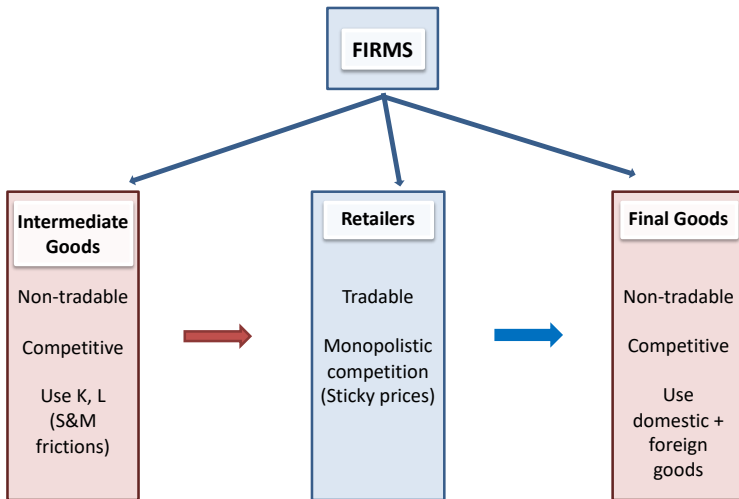 FIRMS
Intermediate
Goods
Non-tradable
Competitive
Use K, L
(S&M
frictions)
Retailers
Tradable
Monopolistic
competition
(Sticky prices)
Final Goods
Non-tradable
Competitive
Use
domestic +
foreign
goods